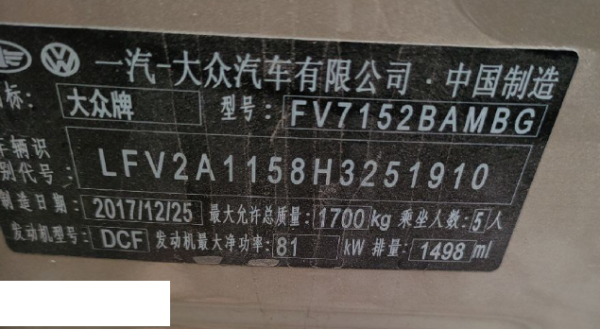 一汽-大众汽车有限公司·中国制造
标: 大众牌 型号: FV7152BAMBG
车辆识
别代号: LFV2A1158H3251910
制造日期: 2017/12/25 最大允许总质量: 1700kg 乘坐人数: 5人
发动机型号: DCF 发动机最大净功率: 81 kW 排量: 1498 ml